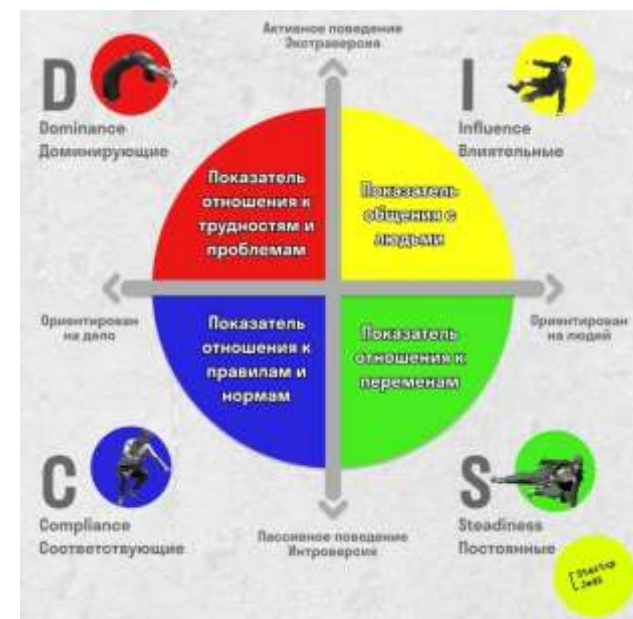 Активное поведение
Экстраверсия
D
Dominance
Доминирующие
I
Influence
Влиятельные
Показатель
отношения к
трудностям и
проблемам
Показатель
общения с
людьми
Ориентирован
на дело
Ориентирован
на людей
Показатель
отношения к
правилам и
нормам
Показатель
отношения к
переменам
C
Compliance
Соответствующие
Пассивное поведение
Интроверсия
S
Steadiness
Постоянные